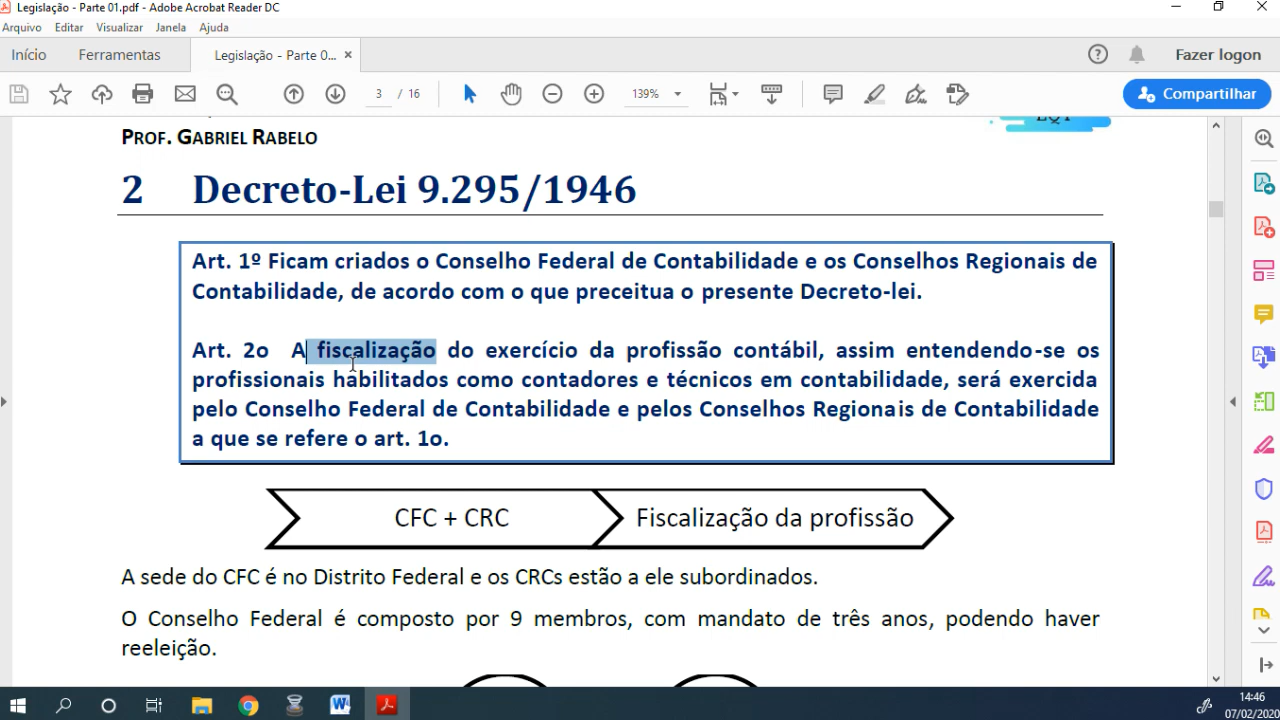 Legislação - Parte 01.pdf - Adobe Acrobat Reader DC
Arquivo Editar Visualizar Janela Ajuda
Início Ferramentas Legislação - Parte 0... × Fazer logon
3 / 16 139% Compartilhar
PROF. GABRIEL RABELO
2 Decreto-Lei 9.295/1946
Art. 1º Ficam criados o Conselho Federal de Contabilidade e os Conselhos Regionais de
Contabilidade, de acordo com o que preceitua o presente Decreto-lei.
Art. 2o A fiscalização do exercício da profissão contábil, assim entendendo-se os
profissionais habilitados como contadores e técnicos em contabilidade, será exercida
pelo Conselho Federal de Contabilidade e pelos Conselhos Regionais de Contabilidade
a que se refere o art. 1o.
CFC + CRC Fiscalização da profissão
A sede do CFC é no Distrito Federal e os CRCs estão a ele subordinados.
O Conselho Federal é composto por 9 membros, com mandato de três anos, podendo haver
reeleição.
14:46
07/02/2020